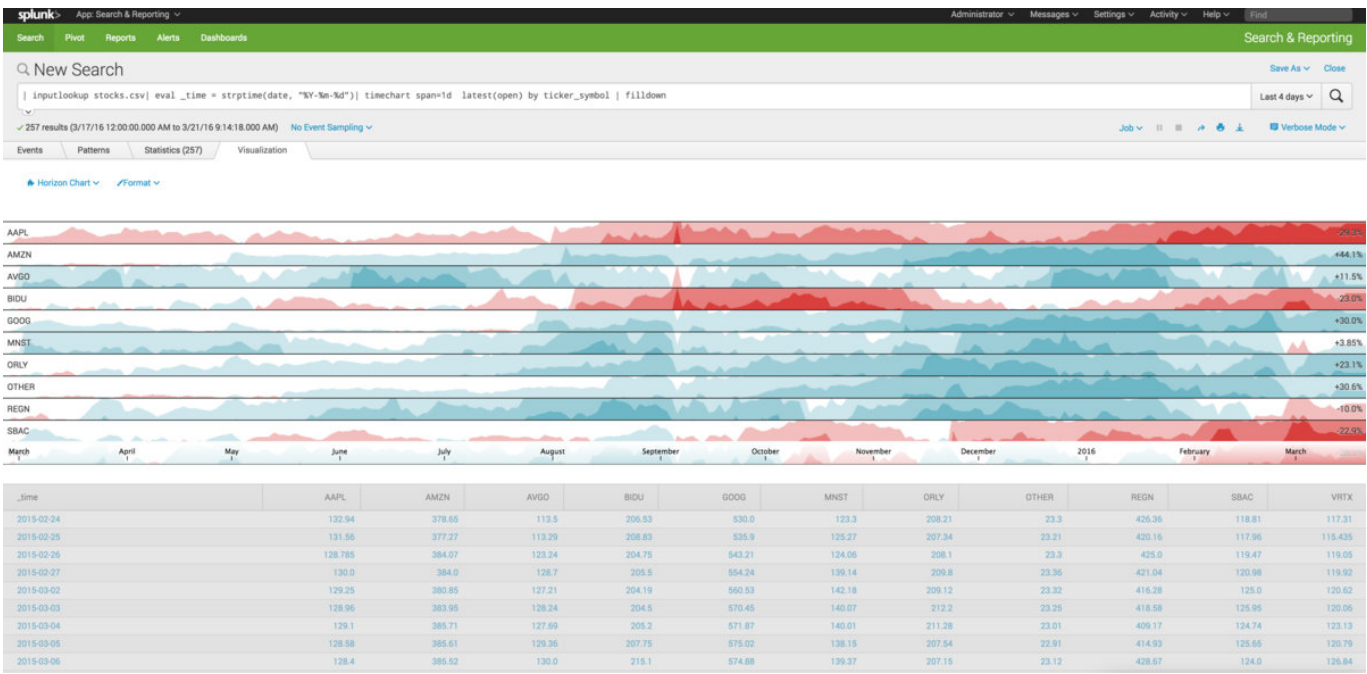 splunk> App: Search & Reporting Administrator Messages Settings Activity Help Find
Search Pivot Reports Alerts Dashboards Search & Reporting
New Search Save As Close
| inputlookup stocks.csv| eval _time = strptime(date, "%Y-%m-%d")| timechart span=1d latest(open) by ticker_symbol | filldown Last 4 days
257 results (3/17/16 12:00:00.000 AM to 3/21/16 9:14:18.000 AM) No Event Sampling Job Verbose Mode
Events Patterns Statistics (257) Visualization
Horizon Chart Format
AAPL -29.3%
AMZN +44.1%
AVGO +11.5%
BIDU -23.0%
GOOG +30.0%
MNST +3.85%
ORLY +23.1%
OTHER +30.6%
REGN -10.0%
SBAC -22.9%
March April May June July August September October November December 2016 February March
_time AAPL AMZN AVGO BIDU GOOG MNST ORLY OTHER REGN SBAC VRTX
2015-02-24 132.94 378.65 113.5 206.53 530.0 123.3 208.21 23.3 426.36 118.81 117.31
2015-02-25 131.56 377.27 113.29 208.83 535.9 125.27 207.34 23.21 420.16 117.96 115.435
2015-02-26 128.785 384.07 123.24 204.75 543.21 124.06 208.1 23.3 425.0 119.47 119.05
2015-02-27 130.0 384.0 128.7 205.5 554.24 139.14 209.8 23.36 421.04 120.98 119.92
2015-03-02 129.25 380.85 127.21 204.19 560.53 142.18 209.12 23.32 416.28 125.0 120.62
2015-03-03 128.96 383.95 128.24 204.5 570.45 140.07 212.2 23.25 418.58 125.95 120.06
2015-03-04 129.1 385.71 127.69 205.2 571.87 140.01 211.28 23.01 409.17 124.74 123.13
2015-03-05 128.58 385.61 129.36 207.75 575.02 138.15 207.54 22.91 414.93 125.65 120.79
2015-03-06 128.4 385.52 130.0 215.1 574.88 139.37 207.15 23.12 428.67 124.0 126.84